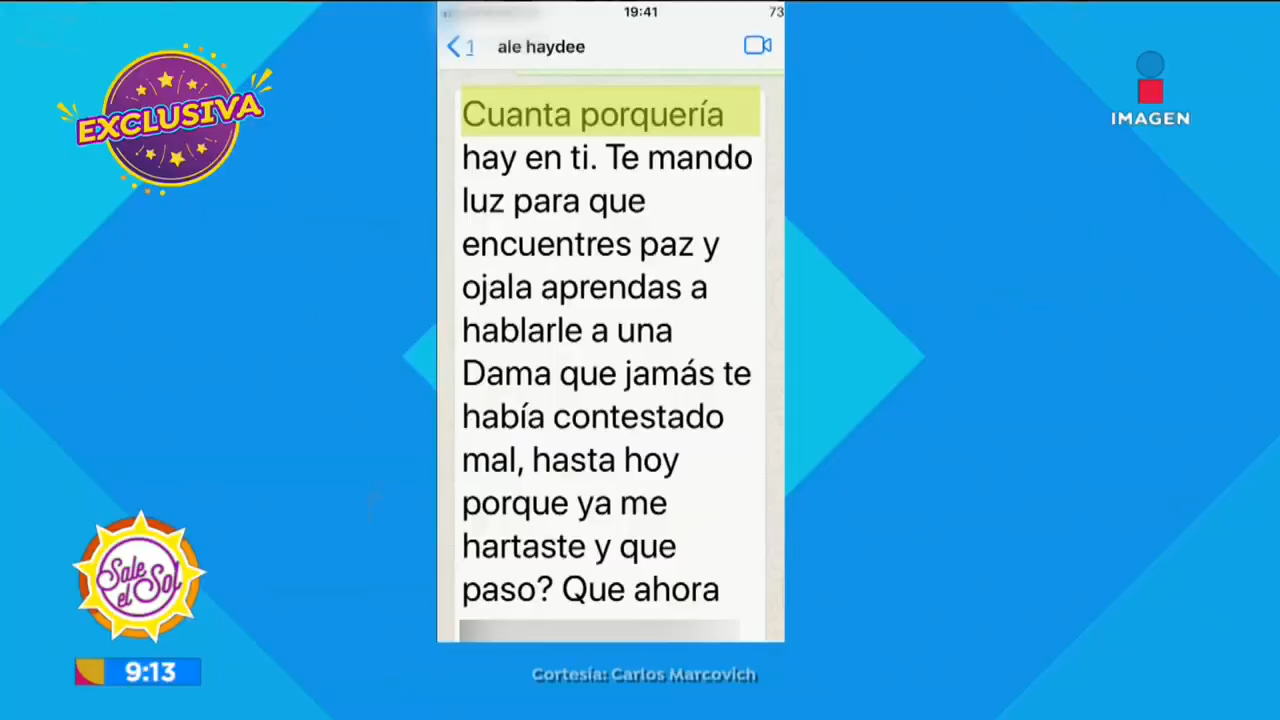 19:41
73
1
ale haydee
EXCLUSIVA
IMAGEN
Cuanta porquería
hay en ti. Te mando
luz para que
encuentres paz y
ojala aprendas a
hablarle a una
Dama que jamás te
había contestado
mal, hasta hoy
porque ya me
hartaste y que
paso? Que ahora
Sale
el Sol
9:13
Cortesía: Carlos Marcovich